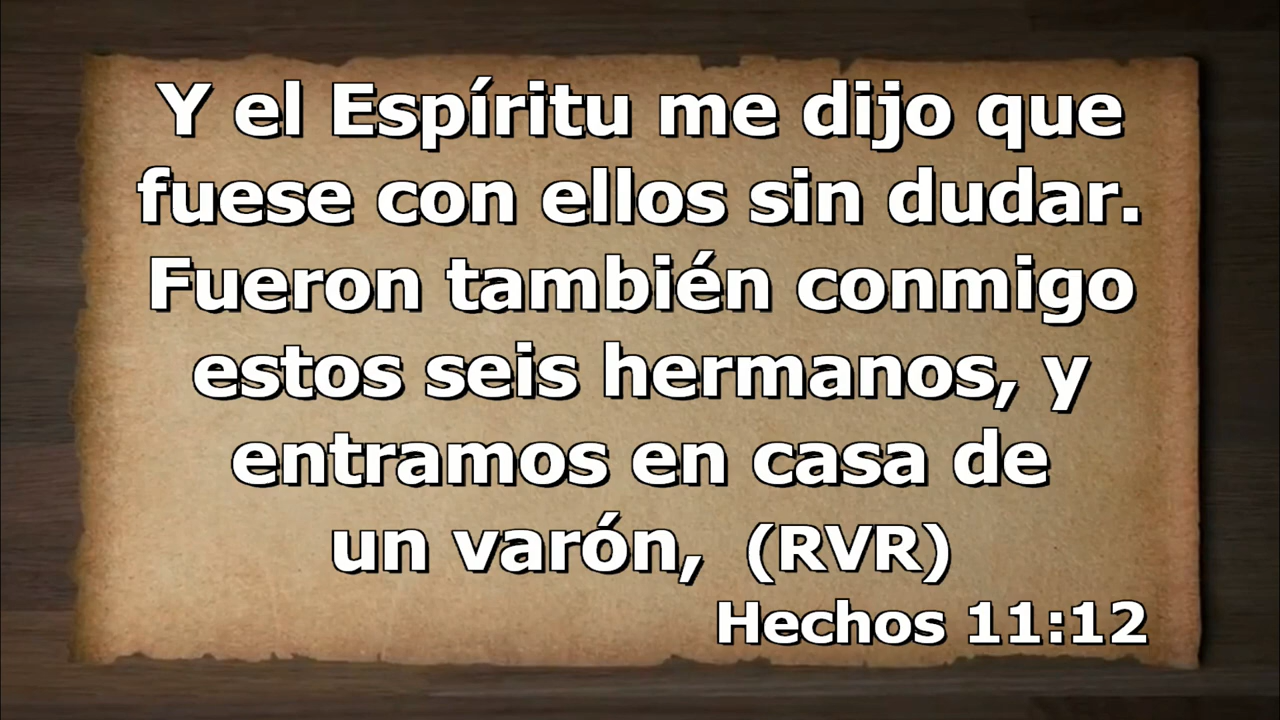 Y el Espíritu me dijo que
fuese con ellos sin dudar.
Fueron también conmigo
estos seis hermanos, y
entramos en casa de
un varón, (RVR)
Hechos 11:12